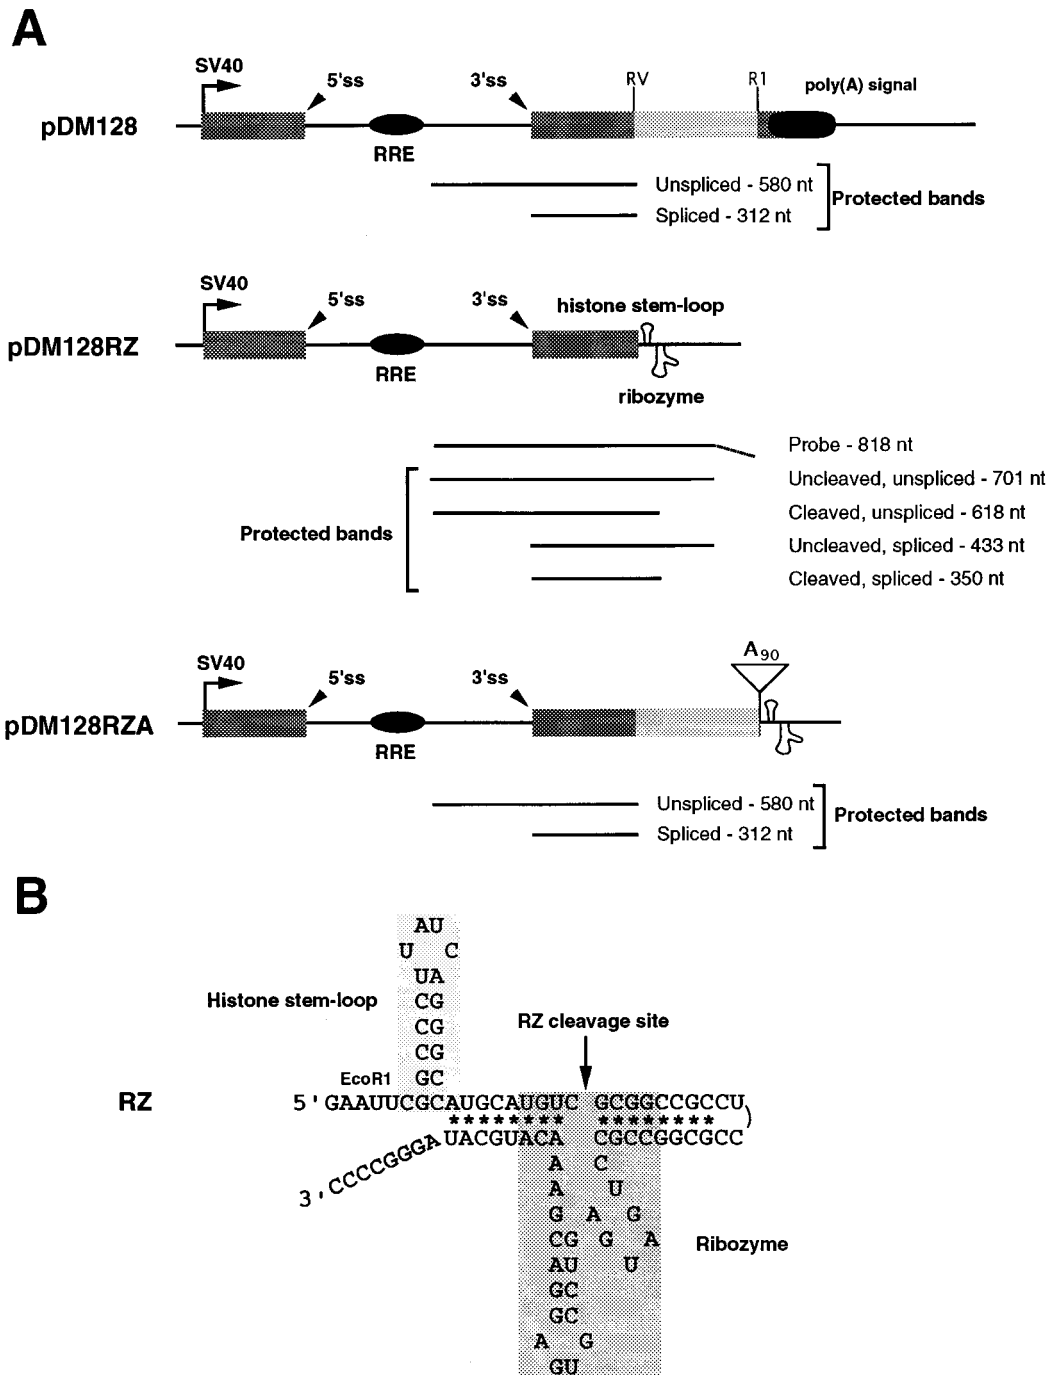 A
SV40
5'ss
3'ss
RV
R1
poly(A) signal
pDM128
RRE
Unspliced - 580 nt
Spliced - 312 nt
Protected bands
SV40
5'ss
3'ss
histone stem-loop
pDM128RZ
RRE
ribozyme
Probe - 818 nt
Uncleaved, unspliced - 701 nt
Cleaved, unspliced - 618 nt
Uncleaved, spliced - 433 nt
Cleaved, spliced - 350 nt
Protected bands
A90
SV40
5'ss
3'ss
pDM128RZA
RRE
Unspliced - 580 nt
Spliced - 312 nt
Protected bands
B
AU
U C
UA
Histone stem-loop
CG
CG
CG
GC
RZ cleavage site
EcoR1
RZ
5'GAAUUCGCAUGCAUGUC GCGGCCGCCU
******** ********
3'CCCCGGGAUACGUACA CGCCGGCGCC
A C
A U
G A G
CG G A
Ribozyme
AU U
GC
GC
A G
GU